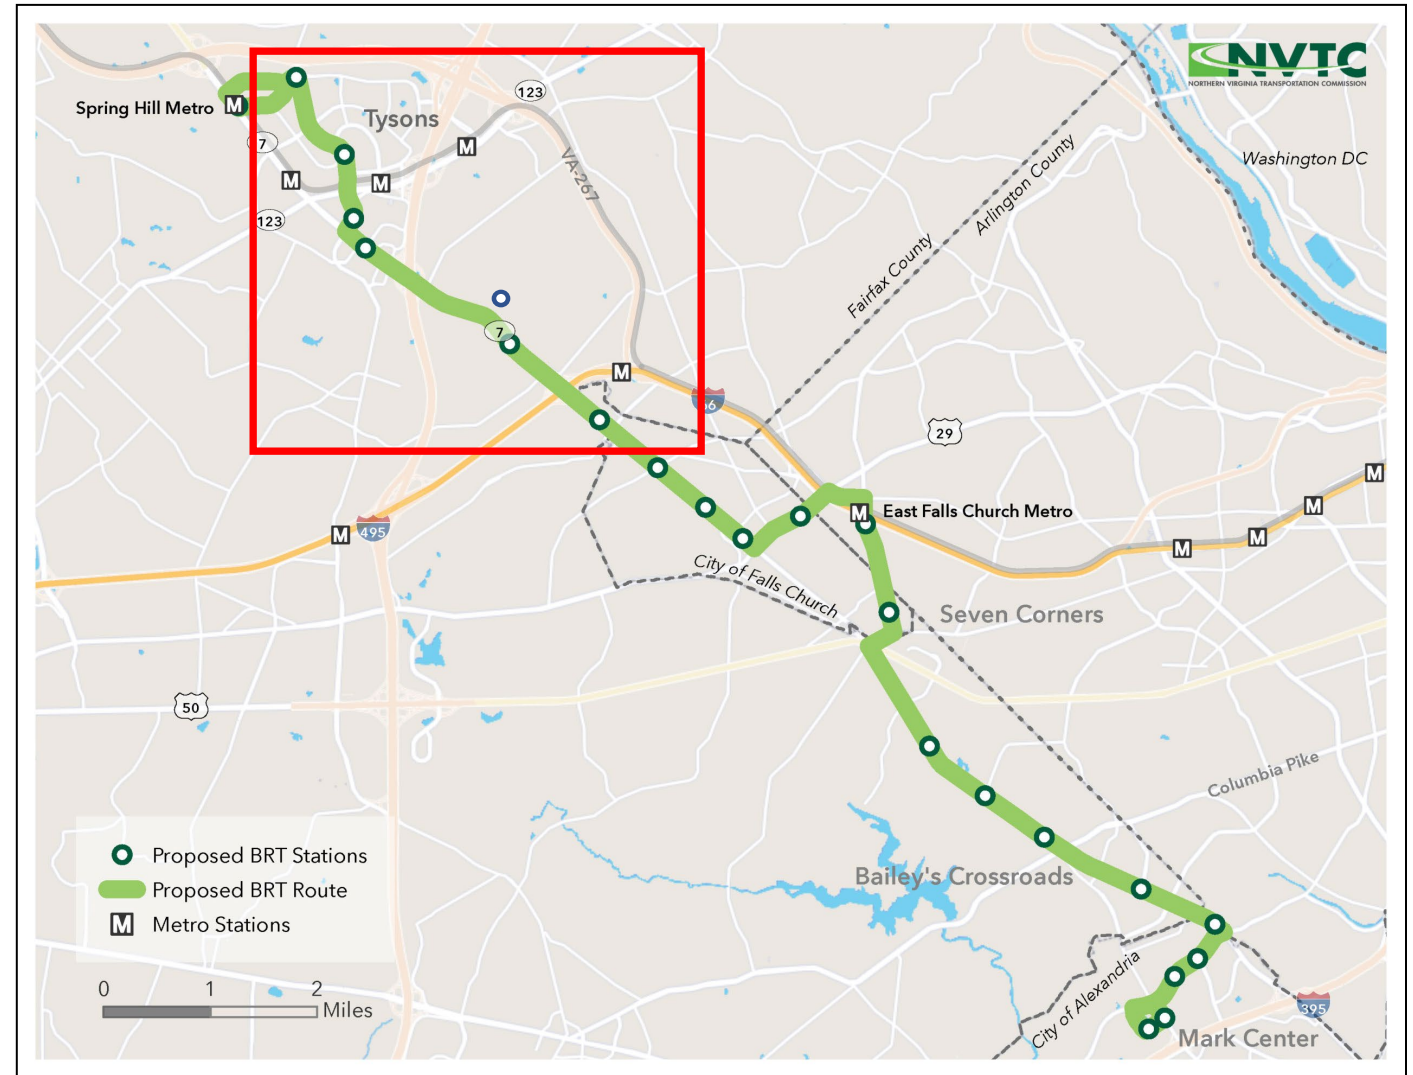 NVTC
NORTHERN VIRGINIA TRANSPORTATION COMMISSION
Spring Hill Metro
M
Tysons
123
7
M
M
M
123
VA-267
Washington DC
Arlington County
Fairfax County
7
M
66
29
M
M
East Falls Church Metro
M
M
495
M
M
City of Falls Church
Seven Corners
50
Columbia Pike
Bailey's Crossroads
Proposed BRT Stations
Proposed BRT Route
M Metro Stations
0 1 2
Miles
City of Alexandria
395
Mark Center